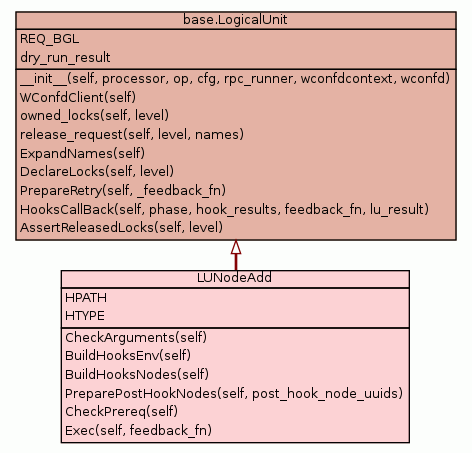 base.LogicalUnit
REQ_BGL
dry_run_result
__init__(self, processor, op, cfg, rpc_runner, wconfdcontext, wconfd)
WConfdClient(self)
owned_locks(self, level)
release_request(self, level, names)
ExpandNames(self)
DeclareLocks(self, level)
PrepareRetry(self, _feedback_fn)
HooksCallBack(self, phase, hook_results, feedback_fn, lu_result)
AssertReleasedLocks(self, level)
LUNodeAdd
HPATH
HTYPE
CheckArguments(self)
BuildHooksEnv(self)
BuildHooksNodes(self)
PreparePostHookNodes(self, post_hook_node_uuids)
CheckPrereq(self)
Exec(self, feedback_fn)